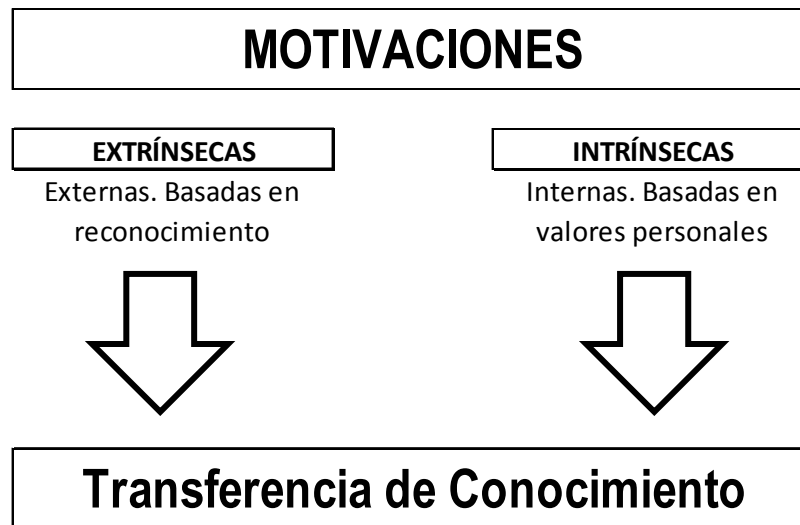 MOTIVACIONES
EXTRÍNSECAS
Externas. Basadas en
reconocimiento
INTRÍNSECAS
Internas. Basadas en
valores personales
Transferencia de Conocimiento